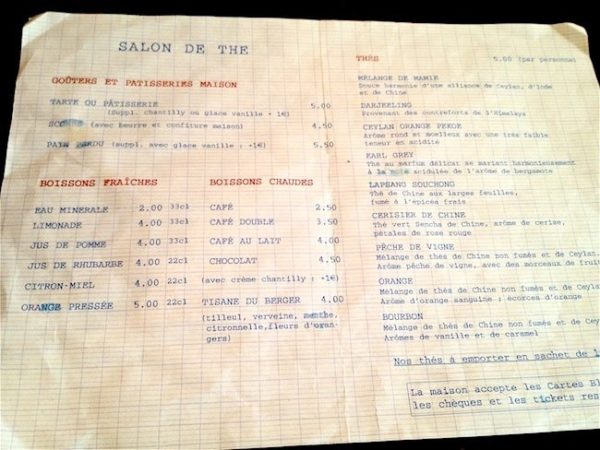 SALON DE THE
GOÛTERS ET PATISSERIES MAISON
TARTE OU PÂTISSERIE 5.00
(Suppl. chantilly ou glace vanille + 1€)
SCONES (avec beurre et confiture maison) 4.50
PAIN PERDU (suppl. avec glace vanille : +1€) 5.50
BOISSONS FRAÎCHES
EAU MINERALE 2.00 33cl
LIMONADE 4.00 33cl
JUS DE POMME 4.00 33cl
JUS DE RHUBARBE 4.00 22cl
CITRON-MIEL 4.00 22cl
ORANGE PRESSÉE 5.00 22cl
BOISSONS CHAUDES
CAFÉ 2.50
CAFÉ DOUBLE 3.50
CAFÉ AU LAIT 4.00
CHOCOLAT 4.50
(avec crème chantilly : +1€)
TISANE DU BERGER 4.00
(tilleul, verveine, menthe,
citronnelle,fleurs d'oran-
gers)
THÉS 5.00 (par personne)
MÉLANGE DE MAMIE
Douce harmonie d'une alliance de Ceylan, d'Inde
et de Chine
DARJEELING
Provenant des contreforts de l'Himalaya
CEYLAN ORANGE PEKOE
Arôme rond et moelleux avec une très faible
teneur en acidité
EARL GREY
Thé au parfum délicat se mariant harmonieusement
à la note acidulée de l'arôme de bergamote
LAPSANG SOUCHONG
Thé de Chine aux larges feuilles,
fumé à l'épicéa frais
CERISIER DE CHINE
Thé vert Sencha de Chine, arôme de cerise,
pétales de rose rouge
PÊCHE DE VIGNE
Mélange de thés de Chine non fumés et de Ceylan.
Arôme pêche de vigne, avec des morceaux de fruits
ORANGE
Mélange de thés de Chine non fumés et de Ceylan
Arôme d'orange sanguine : écorces d'orange
BOURBON
Mélange de thés de Chine non fumés et de Ceylan
Arômes de vanille et de caramel
Nos thés à emporter en sachet de 1
La maison accepte les Cartes Bl
les chèques et les tickets res